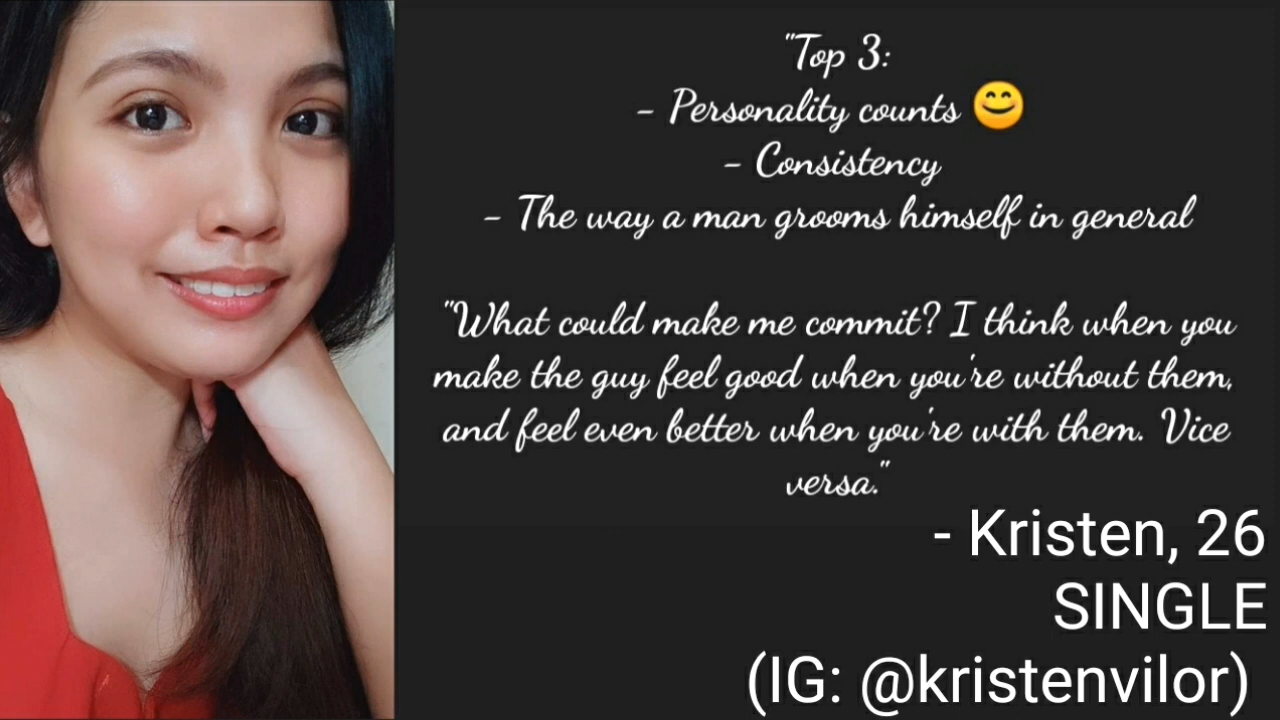 "Top 3:
- Personality counts 😊
- Consistency
- The way a man grooms himself in general
"What could make me commit? I think when you
make the guy feel good when you're without them,
and feel even better when you're with them. Vice
versa."
- Kristen, 26
SINGLE
(IG: @kristenvilor)